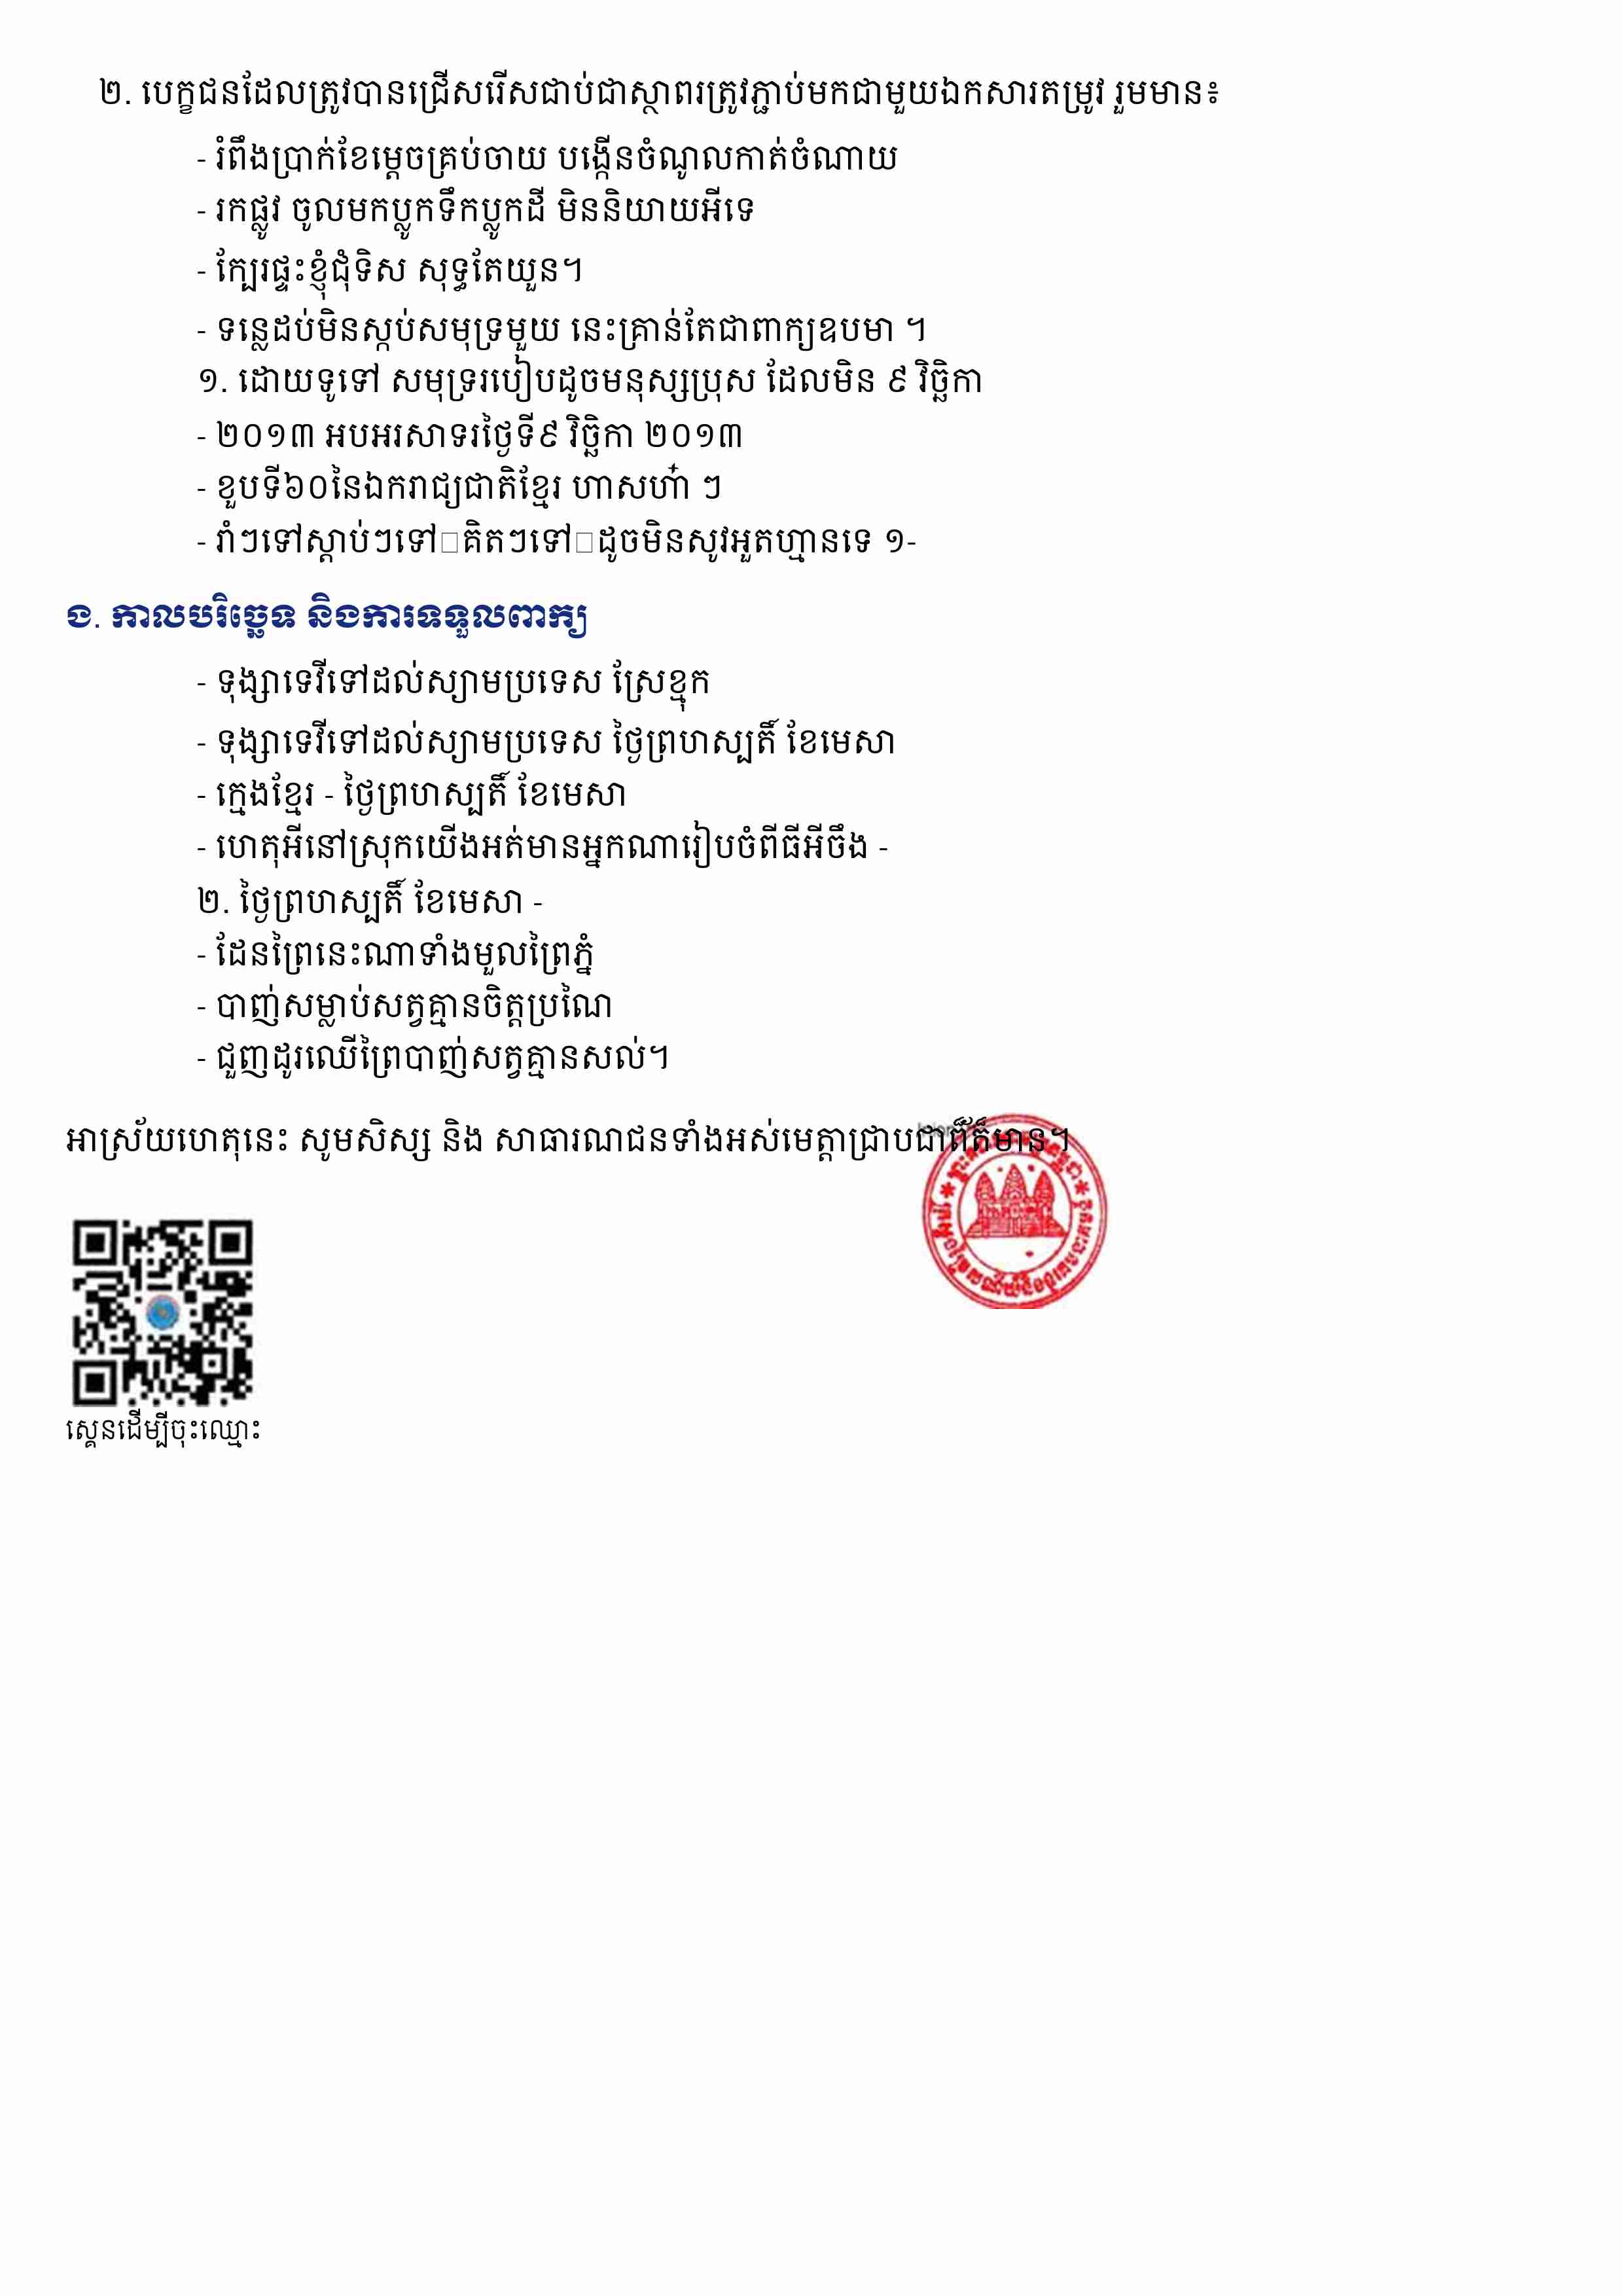 ២. បេក្ខជនដែលត្រូវបានជ្រើសរើសជាប់ជាស្ថាពរត្រូវភ្ជាប់មកជាមួយឯកសារតម្រូវ រួមមាន៖
- រំពឹងប្រាក់ខែម្ដេចគ្រប់ចាយ បង្កើនចំណូលកាត់ចំណាយ
- រកផ្លូវ ចូលមកប្លូកទឹកប្លូកដី មិននិយាយអីទេ
- ក្បែរផ្ទះខ្ញុំជុំទិស សុទ្ធតែយួន។
- ទន្លេដប់មិនស្កប់សមុទ្រមួយ នេះគ្រាន់តែជាពាក្យឧបមា ។
១. ដោយទូទៅ សមុទ្ររបៀបដូចមនុស្សប្រុស ដែលមិន ៩ វិច្ឆិកា
- ២០១៣ អបអរសាទរថ្ងៃទី៩ វិច្ឆិកា ២០១៣
- ខួបទី៦០នៃឯករាជ្យជាតិខ្មែរ ហាសហា៎ ៗ
- រាំៗទៅស្ដាប់ៗទៅ□គិតៗទៅ□ដូចមិនសូវអួតហ្មានទេ ១-
ង. កាលបរិច្ឆេទ និងការទទួលពាក្យ
- ទុង្សាទេវីទៅដល់ស្យាមប្រទេស ស្រែខ្មុក
- ទុង្សាទេវីទៅដល់ស្យាមប្រទេស ថ្ងៃព្រហស្បតិ៍ ខែមេសា
- ក្មេងខ្មែរ - ថ្ងៃព្រហស្បតិ៍ ខែមេសា
- ហេតុអីនៅស្រុកយើងអត់មានអ្នកណារៀបចំពីធីអីចឹង -
២. ថ្ងៃព្រហស្បតិ៍ ខែមេសា -
- ដែនព្រៃនេះណាទាំងមូលព្រៃភ្នំ
- បាញ់សម្លាប់សត្វគ្មានចិត្តប្រណៃ
- ជួញដូរឈើព្រៃបាញ់សត្វគ្មានសល់។
អាស្រ័យហេតុនេះ សូមសិស្ស និង សាធារណជនទាំងអស់មេត្តាជ្រាបជាព័ត៌មាន។
ស្គេនដើម្បីចុះឈ្មោះ